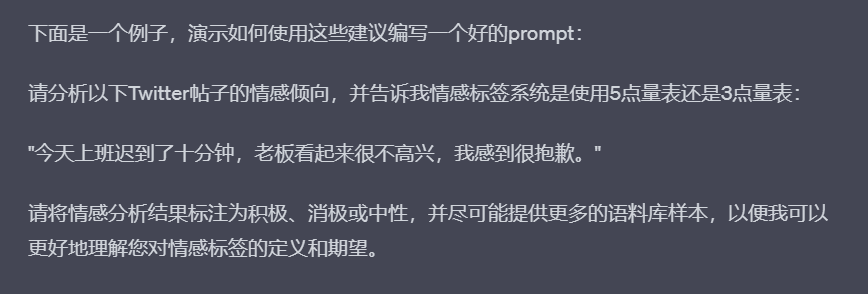 下面是一个例子，演示如何使用这些建议编写一个好的prompt：
请分析以下Twitter帖子的情感倾向，并告诉我情感标签系统是使用5点量表还是3点量表：
"今天上班迟到了十分钟，老板看起来很不高兴，我感到很抱歉。"
请将情感分析结果标注为积极、消极或中性，并尽可能提供更多的语料库样本，以便我可以
更好地理解您对情感标签的定义和期望。